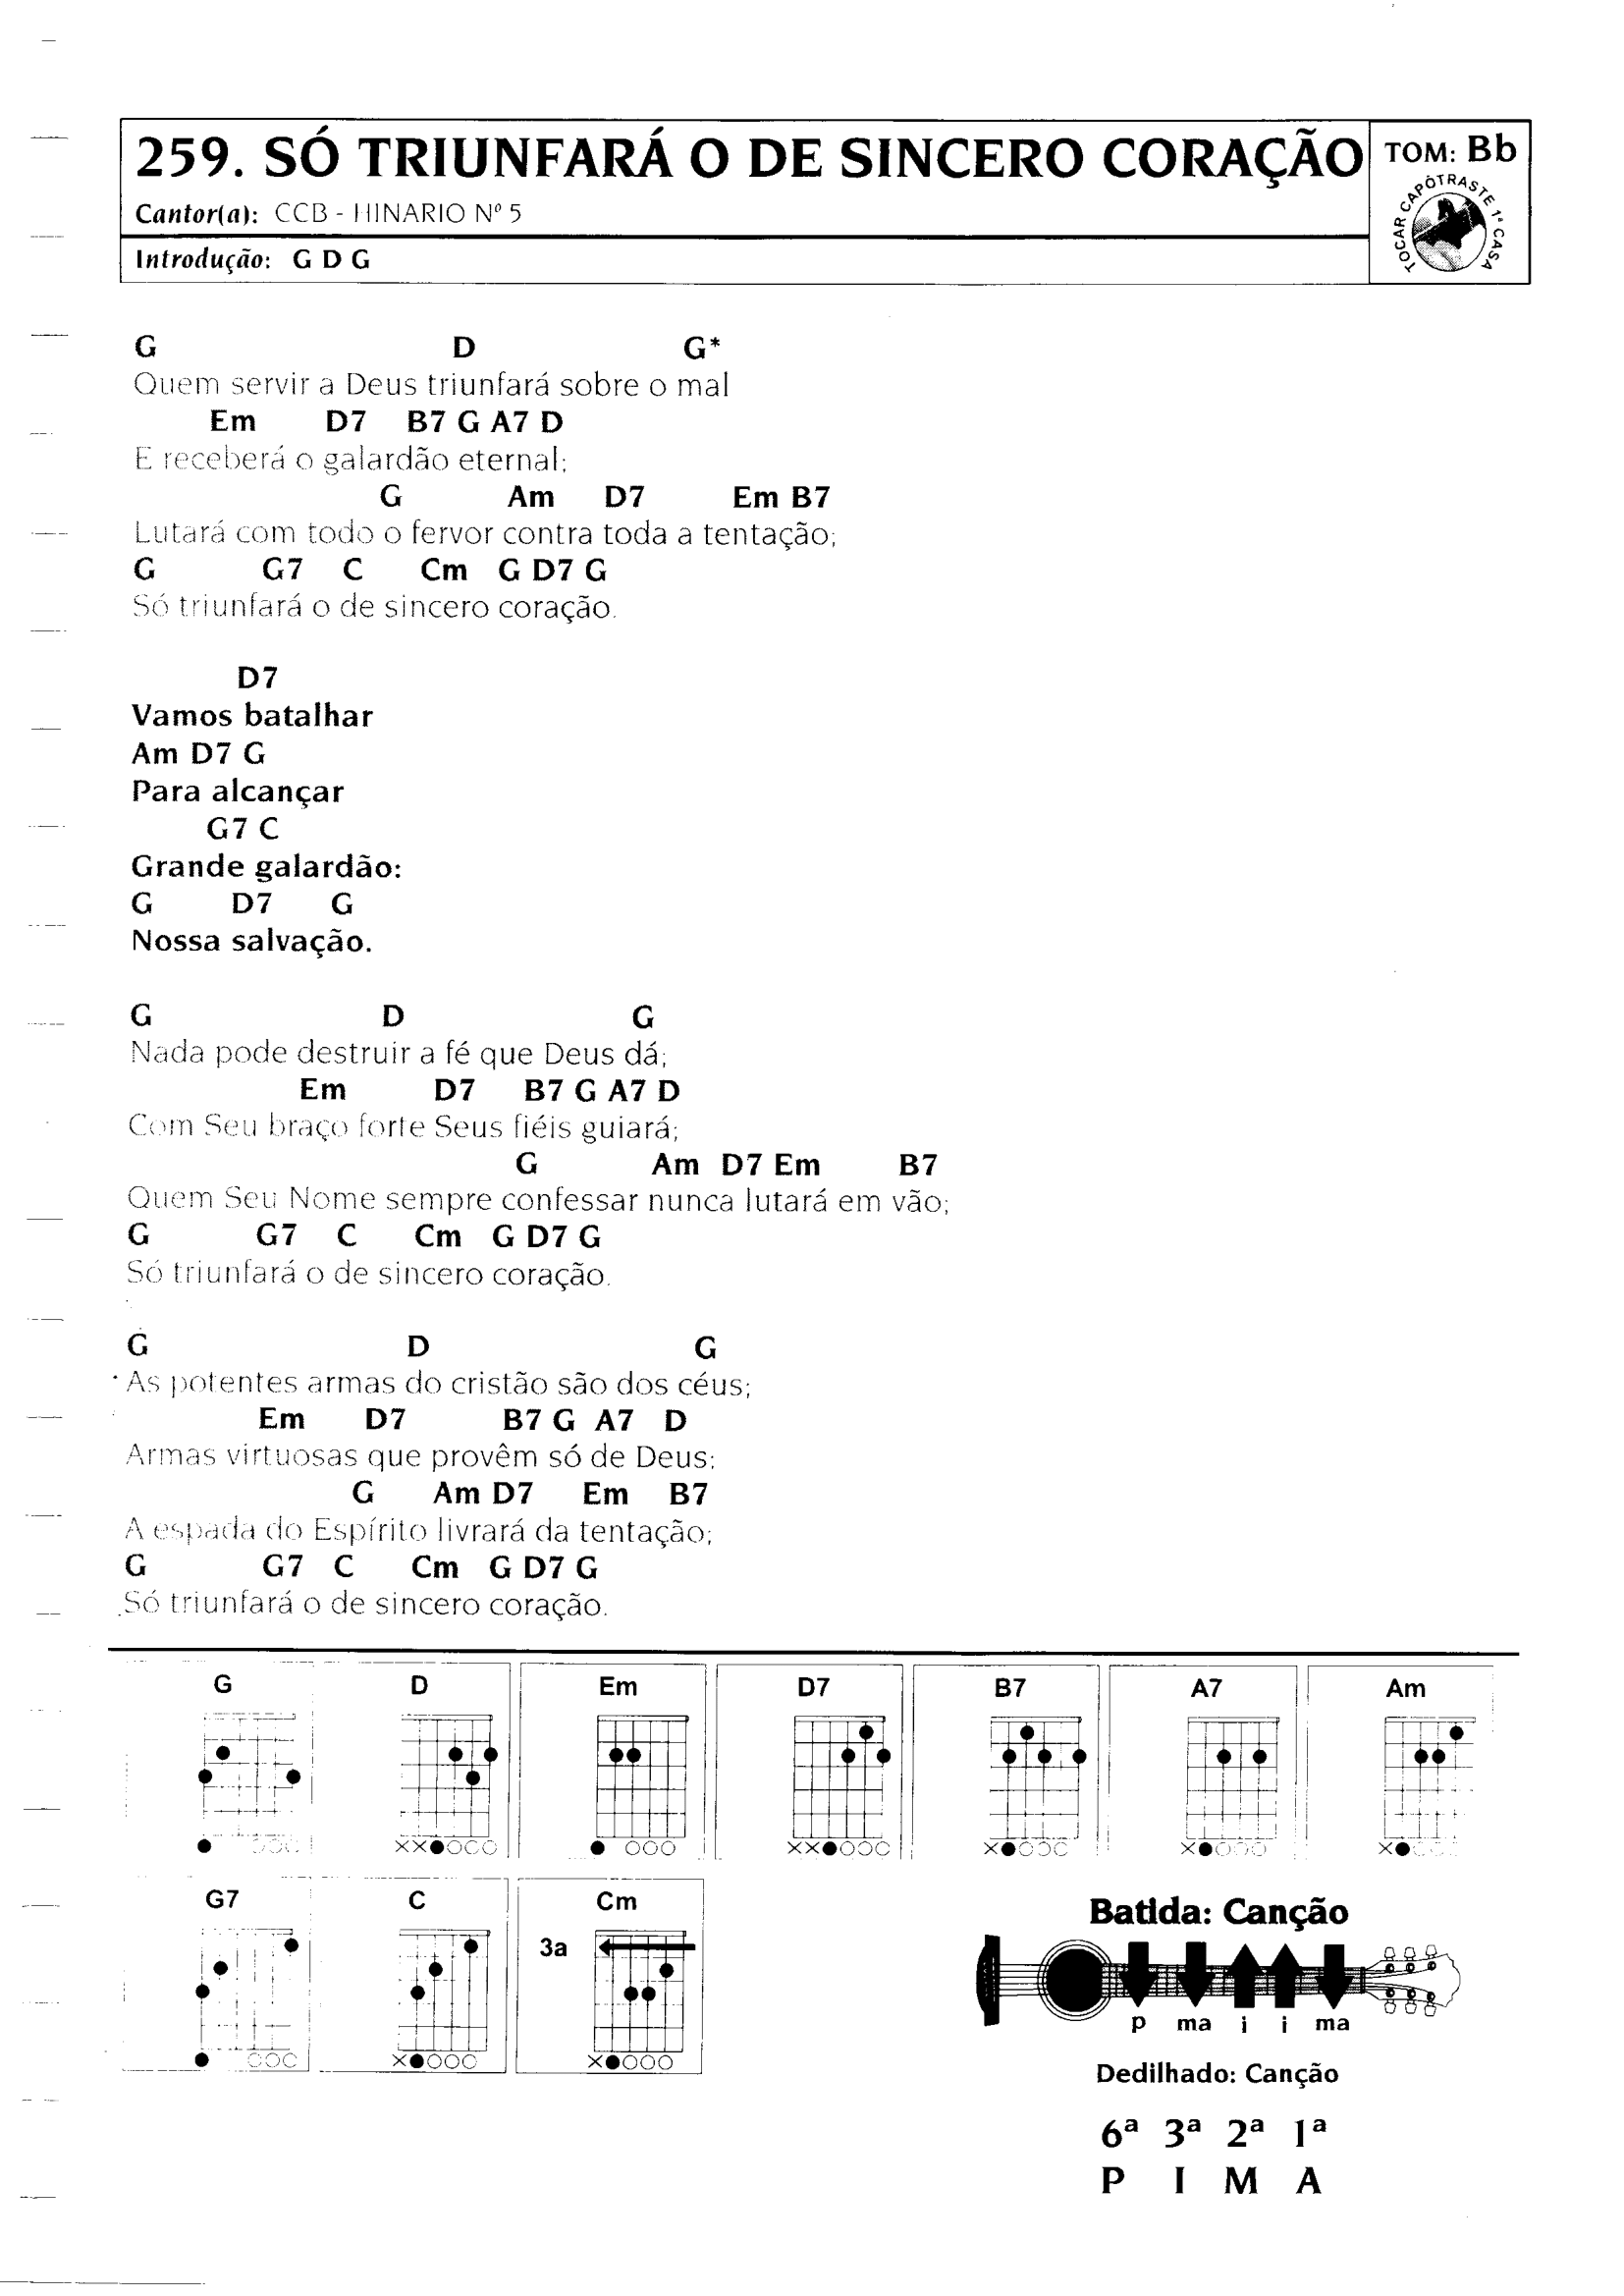 259. SÓ TRIUNFARÁ O DE SINCERO CORAÇÃO
TOM: Bb
Cantor(a): CCB - HINARIO Nº 5
TOCAR CAPÔTRASTE 1ª CASA
Introdução: G D G
G D G*
Quem servir a Deus triunfará sobre o mal
Em D7 B7 G A7 D
E receberá o galardão eternal;
G Am D7 Em B7
Lutará com todo o fervor contra toda a tentação;
G G7 C Cm G D7 G
Só triunfará o de sincero coração.
D7
Vamos batalhar
Am D7 G
Para alcançar
G7 C
Grande galardão:
G D7 G
Nossa salvação.
G D G
Nada pode destruir a fé que Deus dá;
Em D7 B7 G A7 D
Com Seu braço forte Seus fiéis guiará;
G Am D7 Em B7
Quem Seu Nome sempre confessar nunca lutará em vão;
G G7 C Cm G D7 G
Só triunfará o de sincero coração.
G D G
As potentes armas do cristão são dos céus;
Em D7 B7 G A7 D
Armas virtuosas que provêm só de Deus;
G Am D7 Em B7
A espada do Espírito livrará da tentação;
G G7 C Cm G D7 G
Só triunfará o de sincero coração.
G D Em D7 B7 A7 Am
G7 C Cm
3a
Batida: Canção
p ma i i ma
Dedilhado: Canção
6ª 3ª 2ª 1ª
P I M A